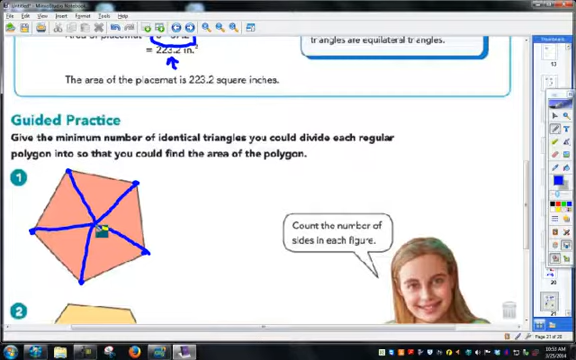 File Edit View Insert Format Tools Help
= 223.2 in.²
triangles are equilateral triangles.
The area of the placemat is 223.2 square inches.
Guided Practice
Give the minimum number of identical triangles you could divide each regular
polygon into so that you could find the area of the polygon.
1
Count the number of
sides in each figure.
2
10:55 AM